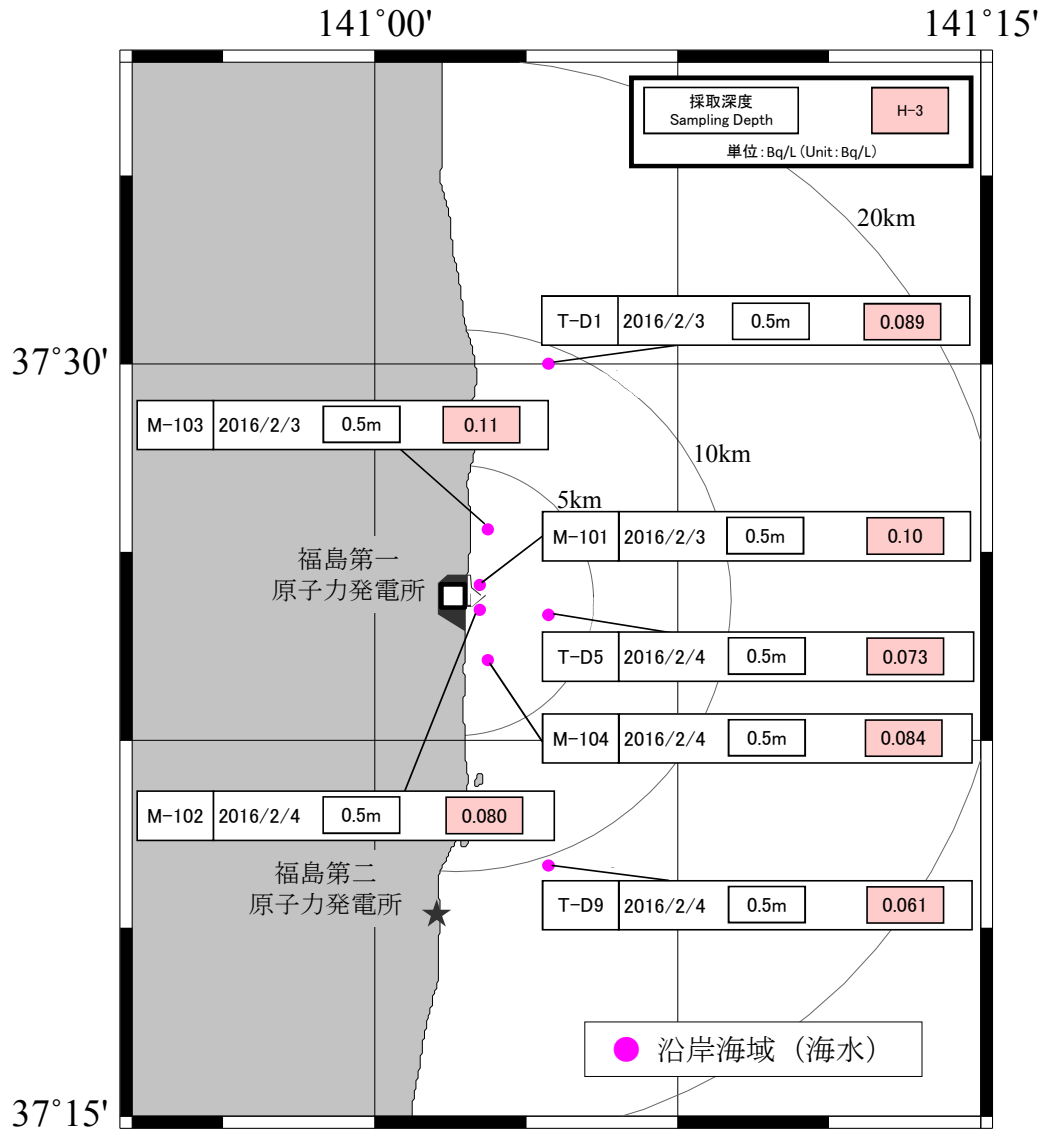 141°00' 141°15'
採取深度 H-3
Sampling Depth
単位:Bq/L(Unit:Bq/L)
20km
T-D1 2016/2/3 0.5m 0.089
37°30'
M-103 2016/2/3 0.5m 0.11
10km
5km
M-101 2016/2/3 0.5m 0.10
福島第一
原子力発電所
T-D5 2016/2/4 0.5m 0.073
M-104 2016/2/4 0.5m 0.084
M-102 2016/2/4 0.5m 0.080
福島第二
原子力発電所
T-D9 2016/2/4 0.5m 0.061
沿岸海域（海水）
37°15'